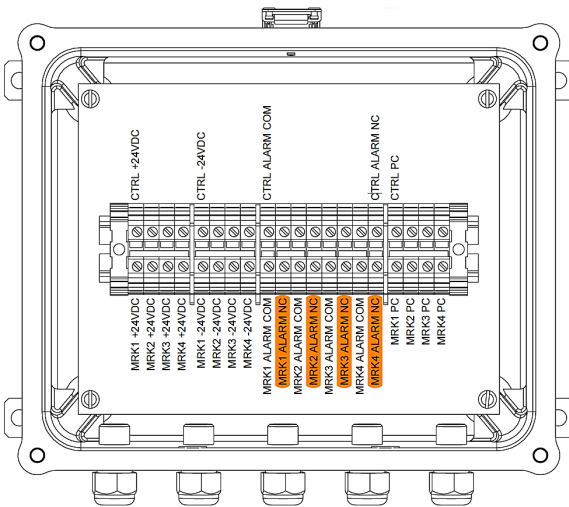 CTRL +24VDC
CTRL -24VDC
CTRL ALARM COM
CTRL ALARM NC
CTRL PC
MRK1 +24VDC
MRK2 +24VDC
MRK3 +24VDC
MRK4 +24VDC
MRK1 -24VDC
MRK2 -24VDC
MRK3 -24VDC
MRK4 -24VDC
MRK1 ALARM COM
MRK1 ALARM NC
MRK2 ALARM COM
MRK2 ALARM NC
MRK3 ALARM COM
MRK3 ALARM NC
MRK4 ALARM COM
MRK4 ALARM NC
MRK1 PC
MRK2 PC
MRK3 PC
MRK4 PC